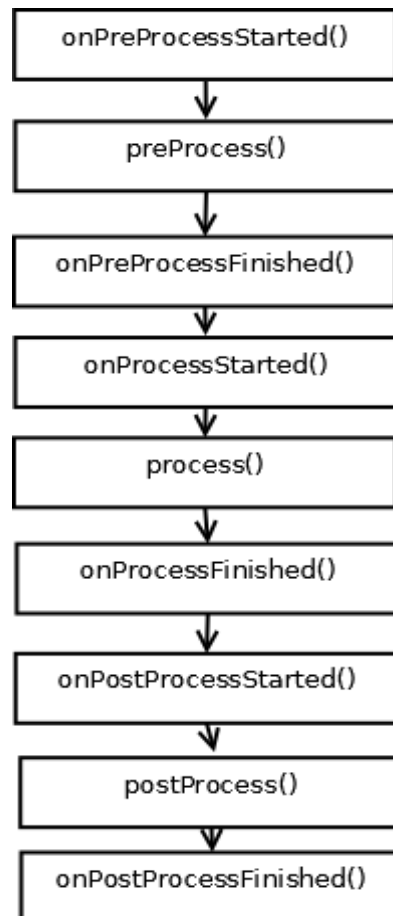 onPreProcessStarted()
preProcess()
onPreProcessFinished()
onProcessStarted()
process()
onProcessFinished()
onPostProcessStarted()
postProcess()
onPostProcessFinished()